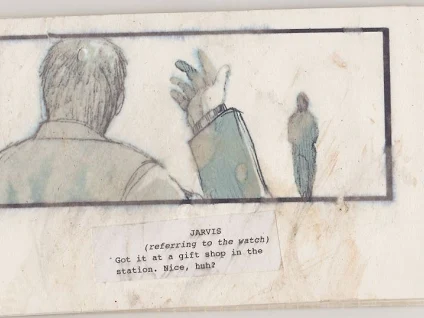 JARVIS
(referring to the watch)
Got it at a gift shop in the
station. Nice, huh?